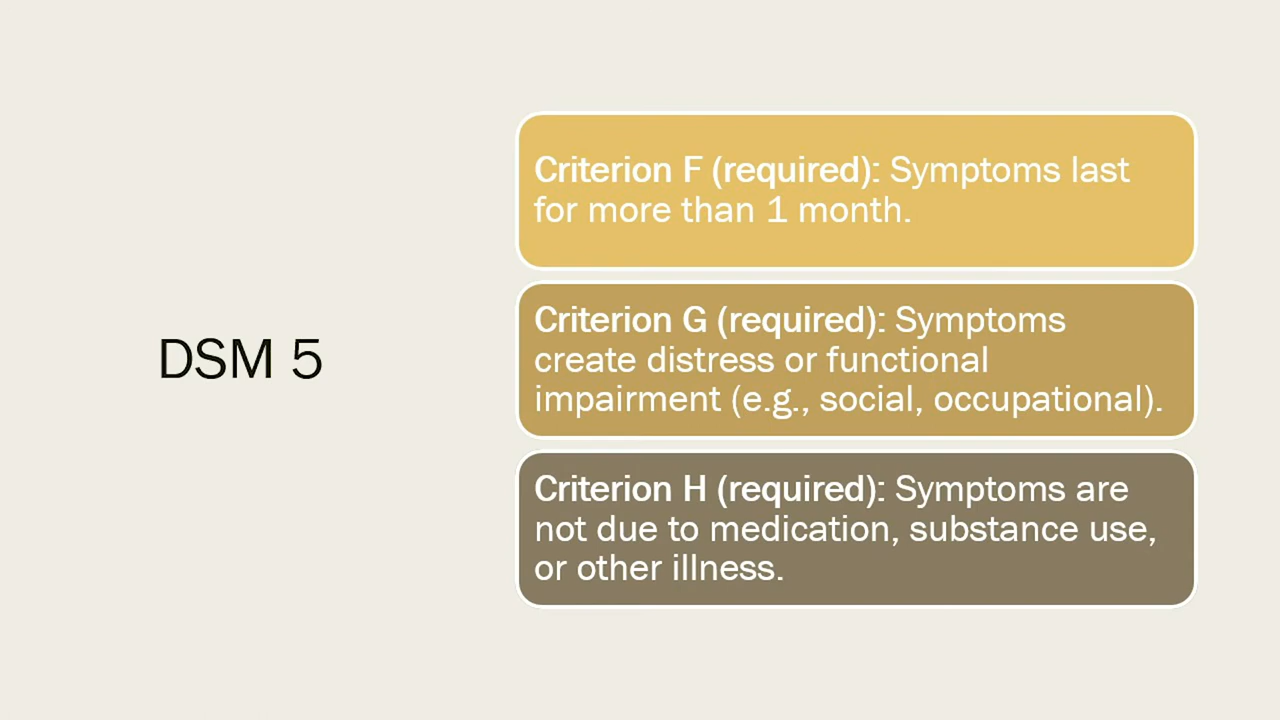 DSM 5
Criterion F (required): Symptoms last
for more than 1 month.
Criterion G (required): Symptoms
create distress or functional
impairment (e.g., social, occupational).
Criterion H (required): Symptoms are
not due to medication, substance use,
or other illness.